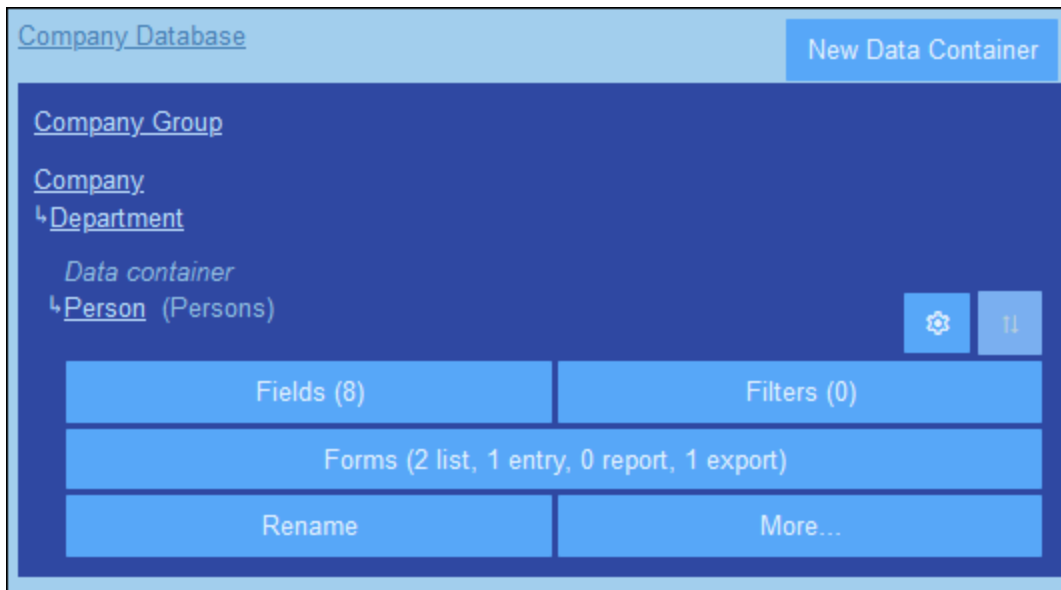 Company Database
New Data Container
Company Group
Company
↳Department
Data container
↳Person (Persons)
Fields (8)
Filters (0)
Forms (2 list, 1 entry, 0 report, 1 export)
Rename
More...